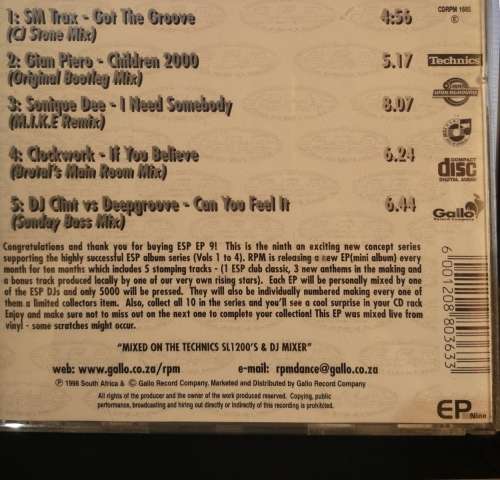 CDRPM 1685
1: SM Trax - Got The Groove 4:56
(CJ Stone Mix)
2: Gian Piero - Children 2000 5.17
(Original Bootleg Mix)
Technics
3: Sonique Dee - I Need Somebody 8.07
(M.I.K.E Remix)
UNDERGROUND
4: Clockwork - If You Believe 6.24
(Brutal's Main Room Mix)
COMPACT
disc
DIGITAL AUDIO
5: DJ Clint vs Deepgroove - Can You Feel It 6.44
(Sunday Bass Mix)
Gallo
Congratulations and thank you for buying ESP EP 9! This is the ninth an exciting new concept series
supporting the highly successful ESP album series (Vols 1 to 4). RPM is releasing a new EP(mini album) every
month for ten months which includes 5 stomping tracks - (1 ESP club classic, 3 new anthems in the making and
a bonus track produced locally by one of our very own rising stars). Each EP will be personally mixed by one
of the ESP DJs and only 5000 will be pressed. They will also be individually numbered making every one of
them a limited collectors item. Also, collect all 10 in the series and you'll see a cool surprise in your CD rack
Enjoy and make sure not to miss out on the next one to complete your collection! This EP was mixed live from
vinyl - some scratches might occur.
6 001208 803633
"MIXED ON THE TECHNICS SL1200'S & DJ MIXER"
web: www.gallo.co.za/rpm e-mail: rpmdance@gallo.co.za
℗ 1998 South Africa & © Gallo Record Company, Marketed and Distributed by Gallo Record Company
All rights of the producer and the owner of the work produced are reserved. Copying, public
performance, broadcasting and hiring out directly or indirectly of this recording is prohibited.
EP
Nine